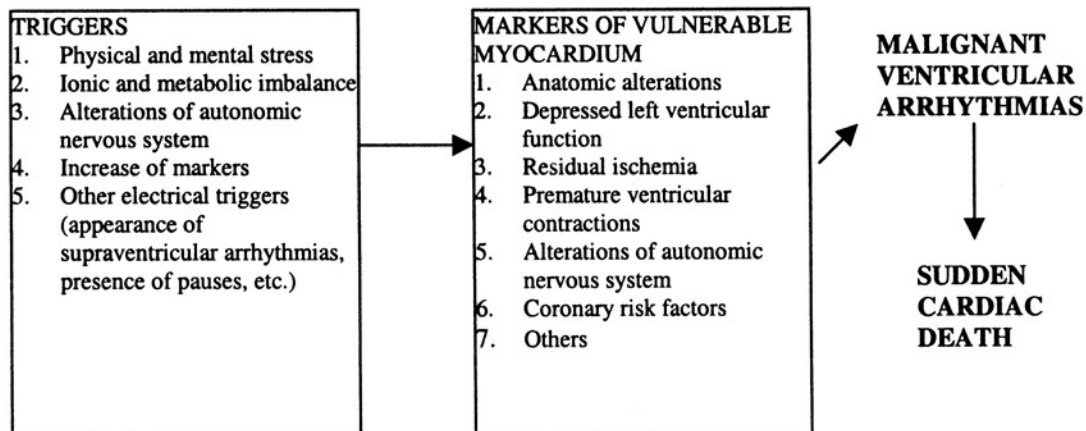 TRIGGERS
1. Physical and mental stress
2. Ionic and metabolic imbalance
3. Alterations of autonomic
nervous system
4. Increase of markers
5. Other electrical triggers
(appearance of
supraventricular arrhythmias,
presence of pauses, etc.)
MARKERS OF VULNERABLE
MYOCARDIUM
1. Anatomic alterations
2. Depressed left ventricular
function
3. Residual ischemia
4. Premature ventricular
contractions
5. Alterations of autonomic
nervous system
6. Coronary risk factors
7. Others
MALIGNANT
VENTRICULAR
ARRHYTHMIAS
SUDDEN
CARDIAC
DEATH